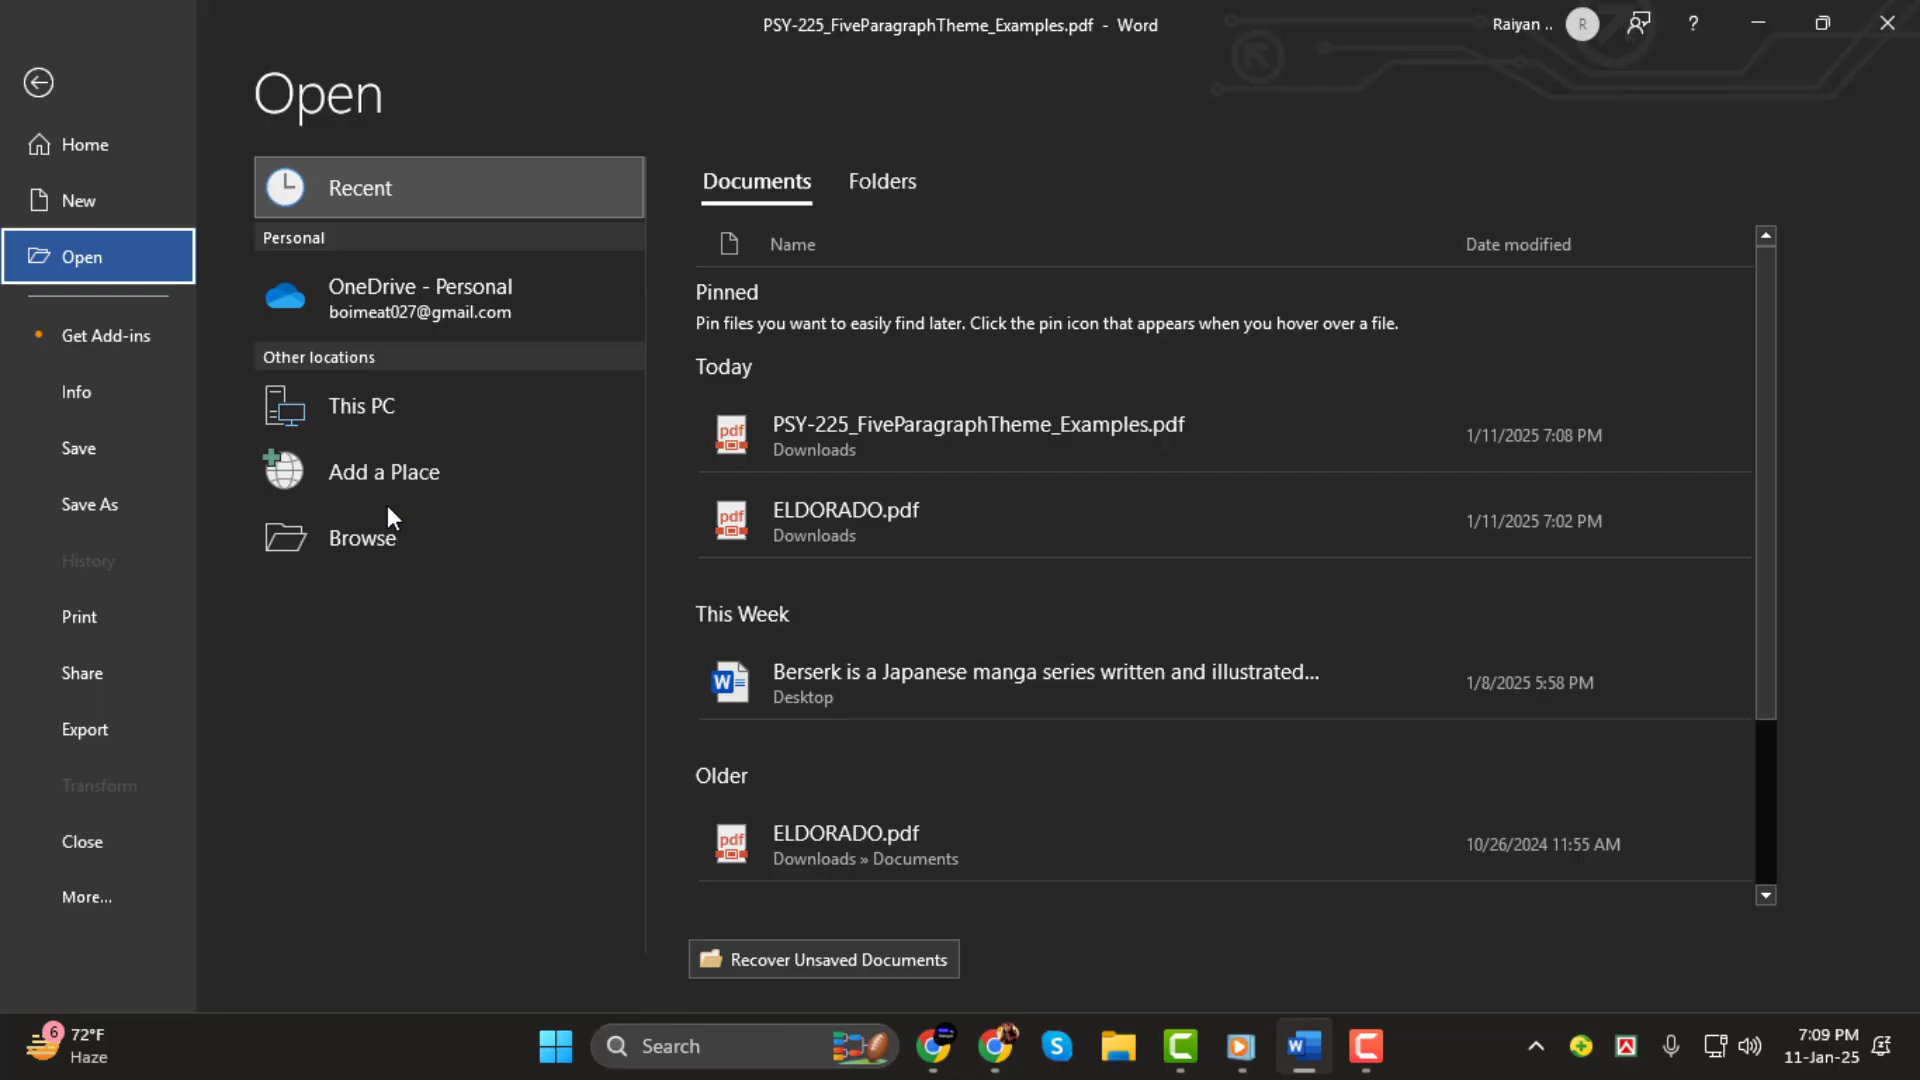 PSY-225_FiveParagraphTheme_Examples.pdf - Word
Raiyan ..
R
?
Open
Home
New
Open
Get Add-ins
Info
Save
Save As
History
Print
Share
Export
Transform
Close
More...
Recent
Personal
OneDrive - Personal
boimeat027@gmail.com
Other locations
This PC
Add a Place
Browse
Documents Folders
Name Date modified
Pinned
Pin files you want to easily find later. Click the pin icon that appears when you hover over a file.
Today
pdf
PSY-225_FiveParagraphTheme_Examples.pdf 1/11/2025 7:08 PM
Downloads
pdf
ELDORADO.pdf 1/11/2025 7:02 PM
Downloads
This Week
W
Berserk is a Japanese manga series written and illustrated... 1/8/2025 5:58 PM
Desktop
Older
pdf
ELDORADO.pdf 10/26/2024 11:55 AM
Downloads » Documents
Recover Unsaved Documents
6
72°F
Haze
Search
S
W
7:09 PM
11-Jan-25